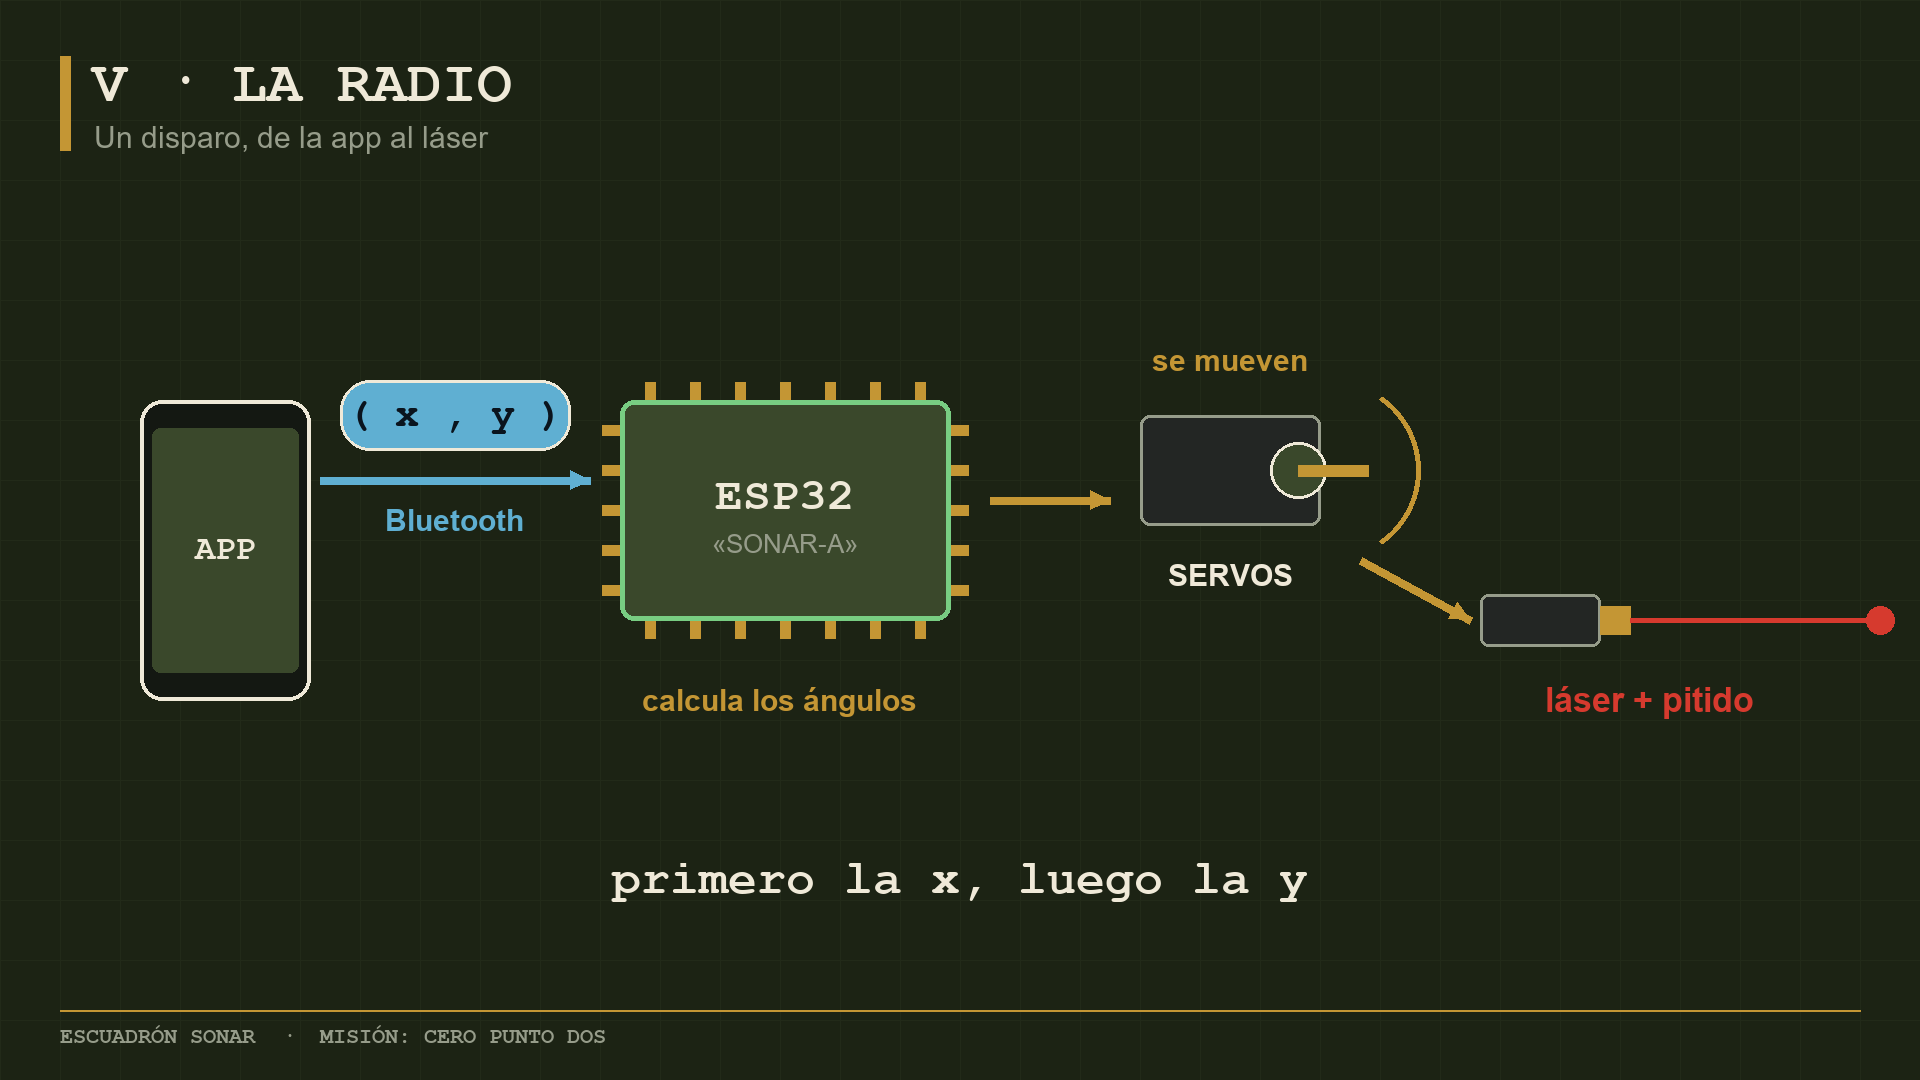 V · LA RADIO
Un disparo, de la app al láser
se mueven
( x , y )
Bluetooth
APP
ESP32
«SONAR-A»
SERVOS
calcula los ángulos
láser + pitido
primero la x, luego la y
ESCUADRÓN SONAR · MISIÓN: CERO PUNTO DOS